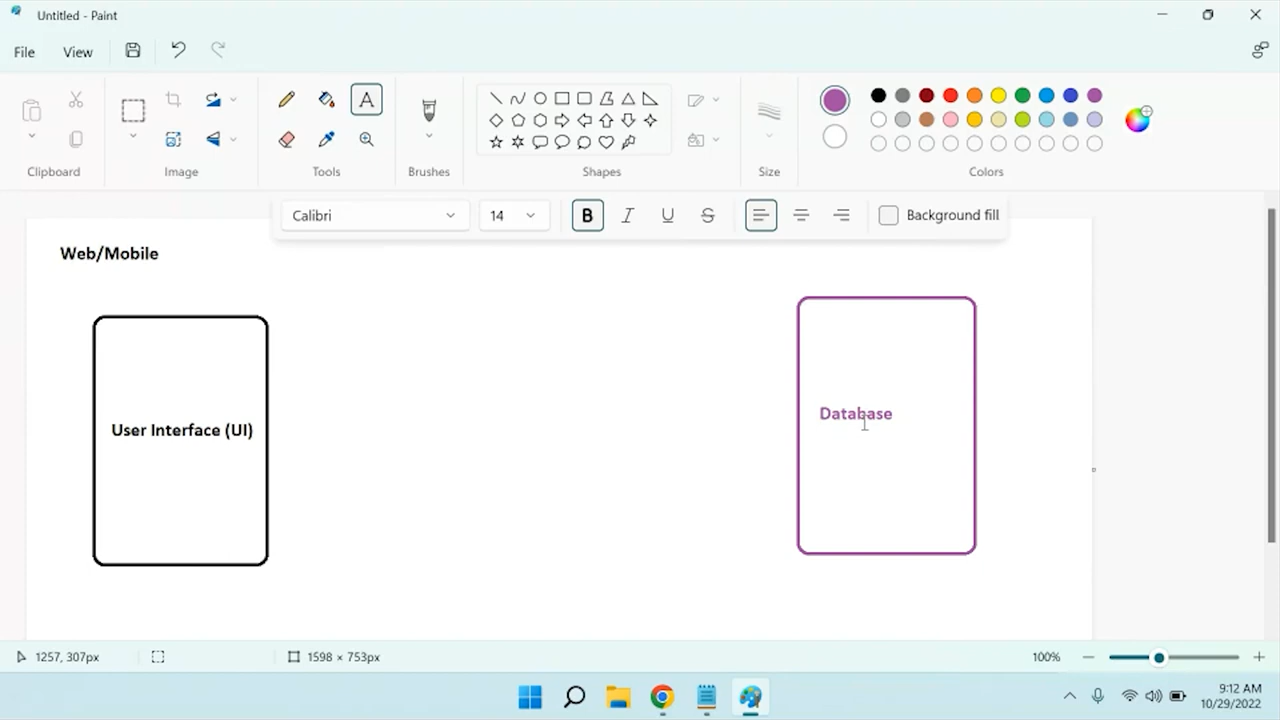 Untitled - Paint
File View
Calibri 14 B I U S Background fill
Clipboard Image Tools Brushes Shapes Size Colors
Web/Mobile
User Interface (UI)
Database
1257, 307px 1598 × 753px 100%
9:12 AM
10/29/2022